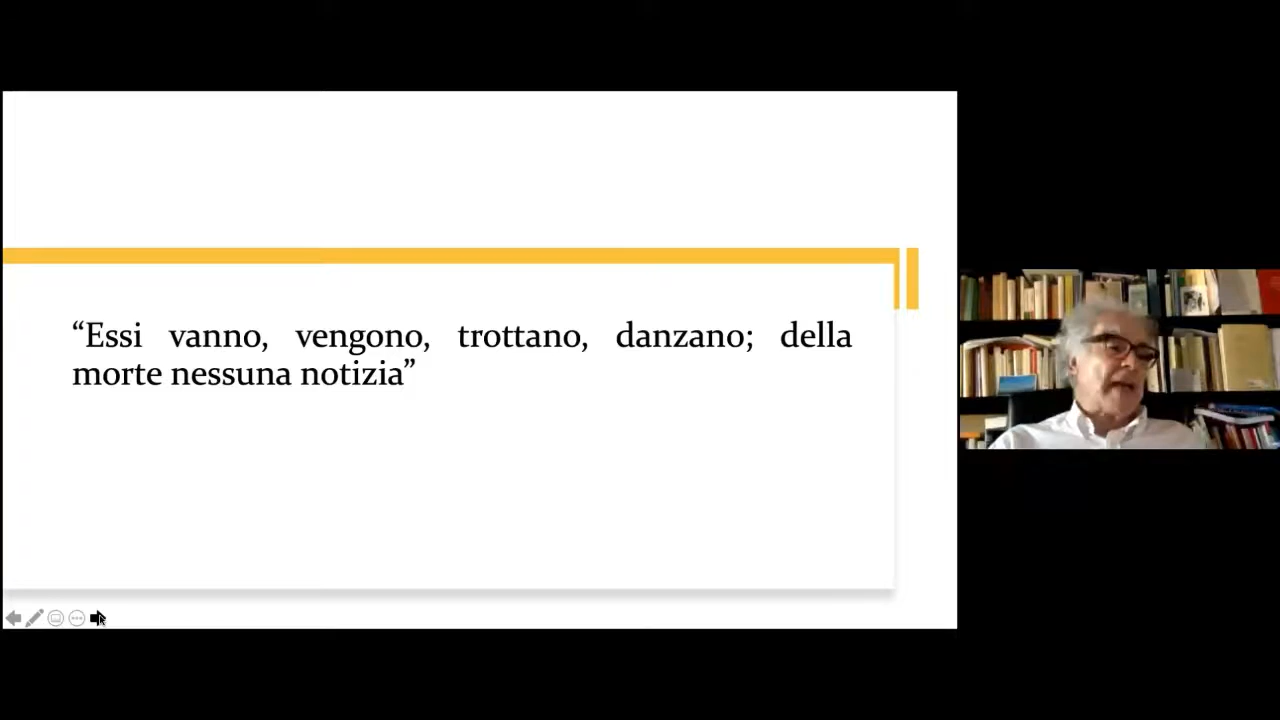 “Essi vanno, vengono, trottano, danzano; della
morte nessuna notizia”